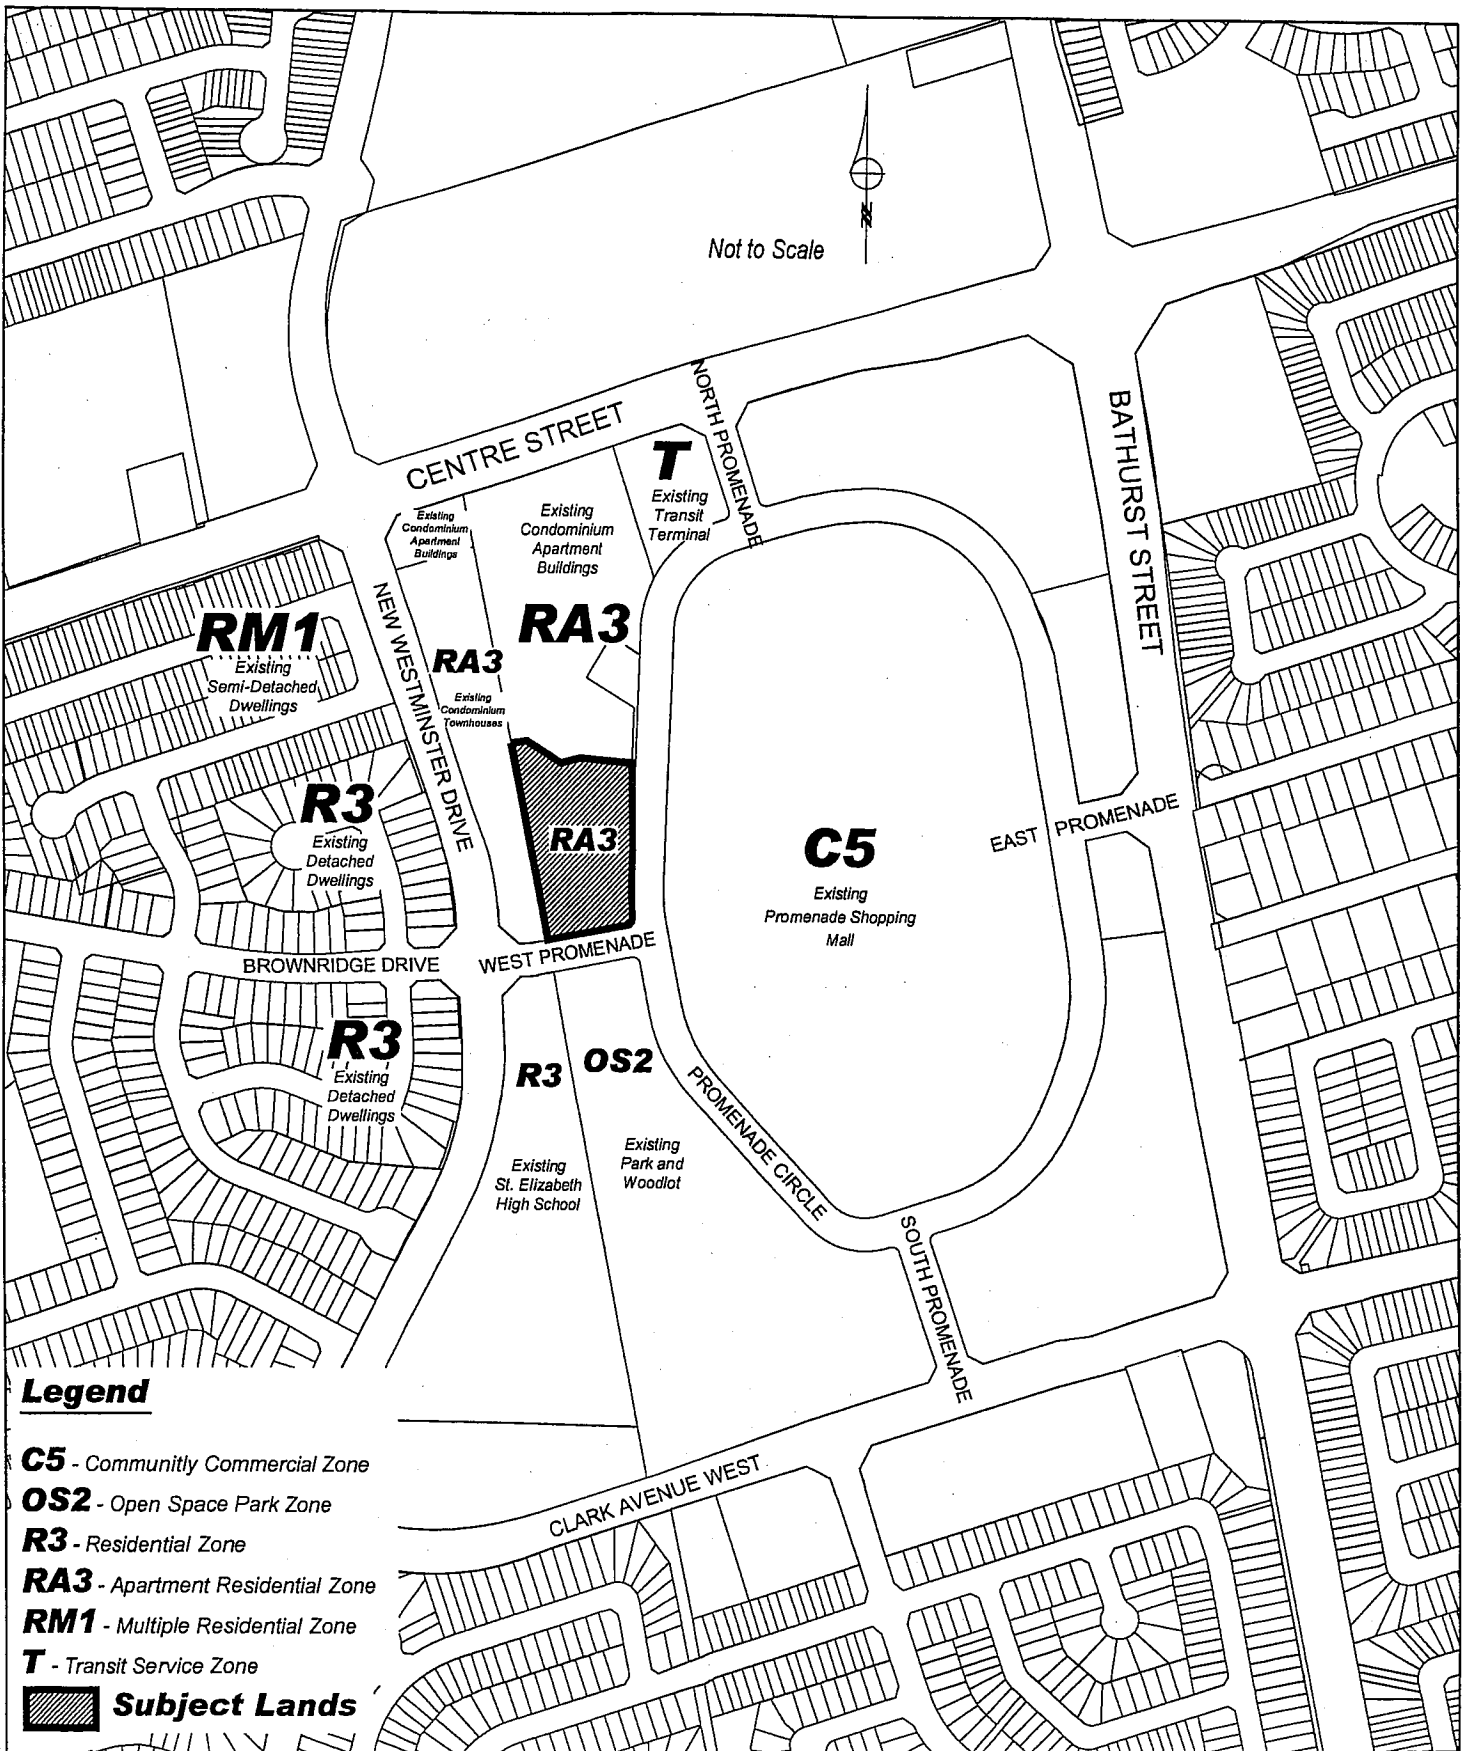 N
Not to Scale
NORTH PROMENADE
CENTRE STREET
BATHURST STREET
T
Existing
Transit
Terminal
Existing
Condominium
Apartment
Buildings
Existing
Condominium
Apartment
Buildings
RA3
NEW WESTMINSTER DRIVE
RM1
Existing
Semi-Detached
Dwellings
RA3
Existing
Condominium
Townhouses
R3
Existing
Detached
Dwellings
RA3
C5
Existing
Promenade Shopping
Mall
EAST PROMENADE
BROWNRIDGE DRIVE
WEST PROMENADE
R3
Existing
Detached
Dwellings
R3
OS2
Existing
St. Elizabeth
High School
Existing
Park and
Woodlot
PROMENADE CIRCLE
SOUTH PROMENADE
CLARK AVENUE WEST
Legend
C5 - Communitly Commercial Zone
OS2 - Open Space Park Zone
R3 - Residential Zone
RA3 - Apartment Residential Zone
RM1 - Multiple Residential Zone
T - Transit Service Zone
Subject Lands